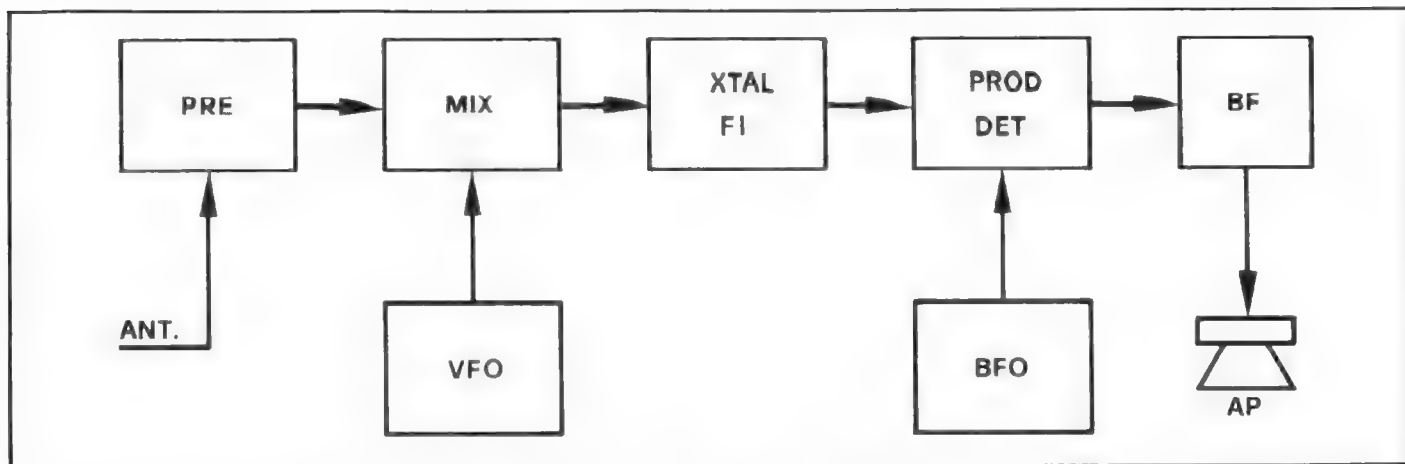 PRE
MIX
XTAL
FI
PROD
DET
BF
ANT.
VFO
BFO
AP